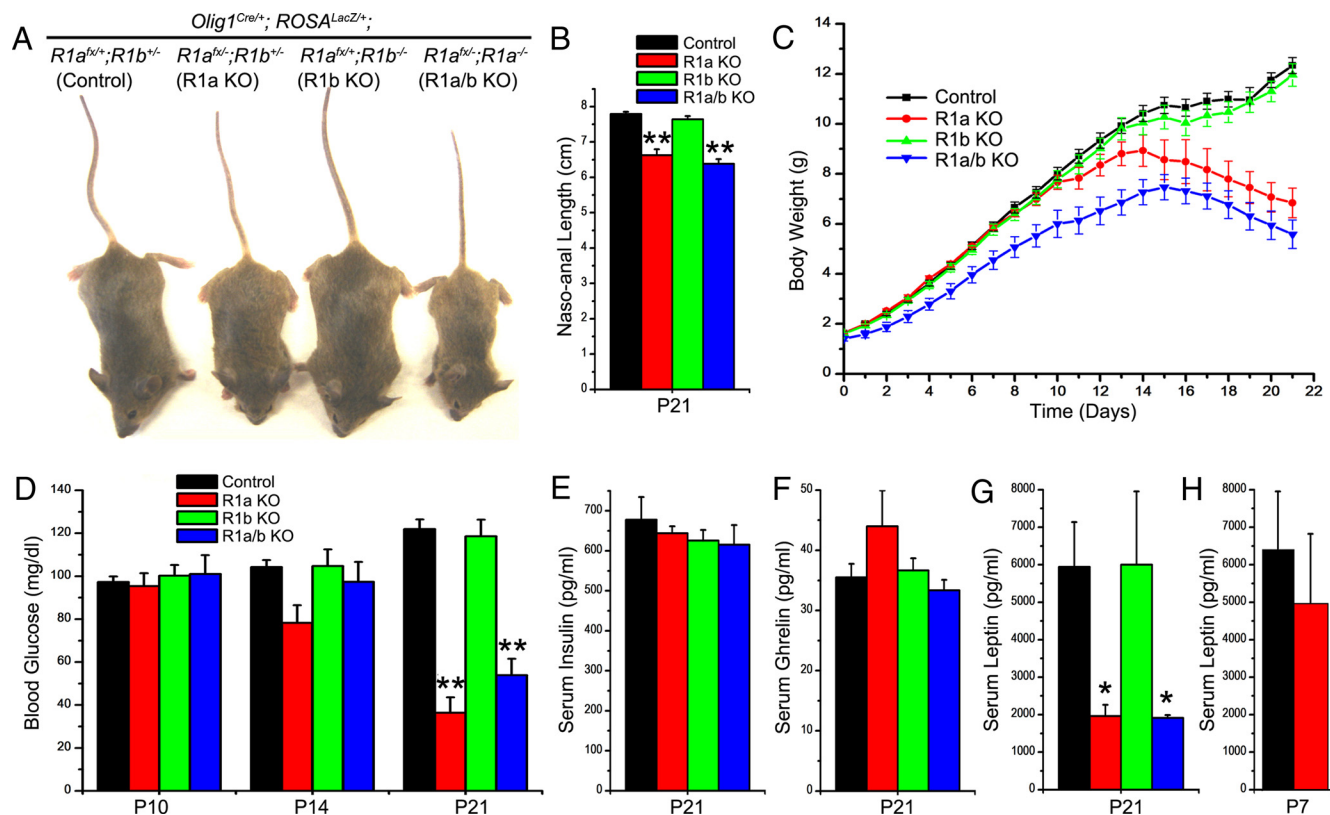 A
Olig1Cre/+; ROSALacZ/+;
R1afx/+;R1b+/- R1afx/-;R1b+/- R1afx/+;R1b-/- R1afx/-;R1a-/-
(Control) (R1a KO) (R1b KO) (R1a/b KO)
B
Control
R1a KO
R1b KO
R1a/b KO
Naso-anal Length (cm)
8
7
6
5
4
3
2
1
0
** **
P21
C
Control
R1a KO
R1b KO
R1a/b KO
Body Weight (g)
14
12
10
8
6
4
2
0
0 2 4 6 8 10 12 14 16 18 20 22
Time (Days)
D
Control
R1a KO
R1b KO
R1a/b KO
Blood Glucose (mg/dl)
140
120
100
80
60
40
20
0
** **
P10 P14 P21
E
Serum Insulin (pg/ml)
700
600
500
400
300
200
100
0
P21
F
Serum Ghrelin (pg/ml)
50
40
30
20
10
0
P21
G
Serum Leptin (pg/ml)
8000
7000
6000
5000
4000
3000
2000
1000
0
* *
P21
H
Serum Leptin (pg/ml)
8000
7000
6000
5000
4000
3000
2000
1000
0
P7